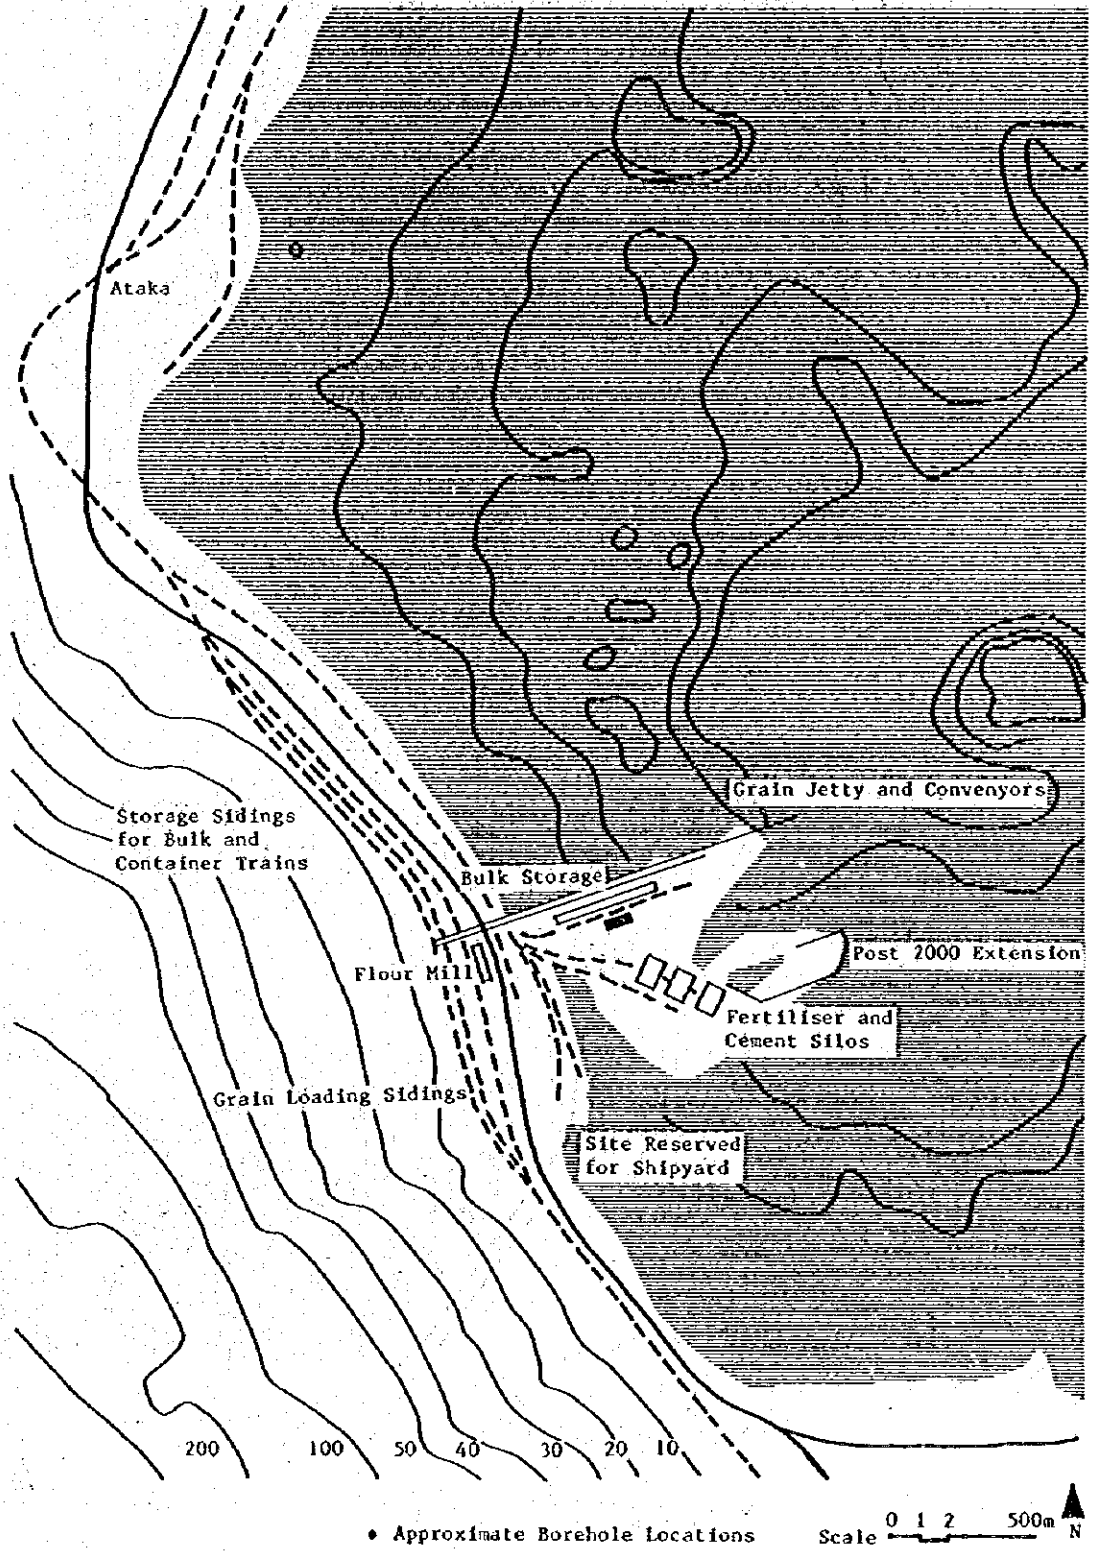 Ataka
Grain Jetty and Convenyors
Storage Sidings
for Bulk and
Container Trains
Bulk Storage
Flour Mill
Post 2000 Extension
Fertiliser and
Cement Silos
Grain Loading Sidings
Site Reserved
for Shipyard
200 100 50 40 30 20 10
• Approximate Borehole Locations
Scale 0 1 2 500m
N